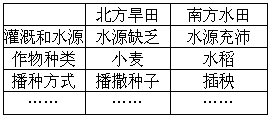 北方旱田 南方水田
灌溉和水源 水源缺乏 水源充沛
作物种类 小麦 水稻
播种方式 播撒种子 插秧
…… …… ……